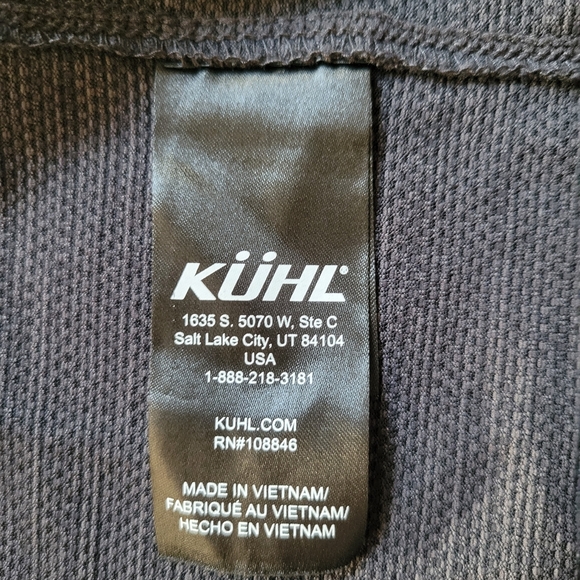 KÜHL®
1635 S. 5070 W, Ste C
Salt Lake City, UT 84104
USA
1-888-218-3181
KUHL.COM
RN#108846
MADE IN VIETNAM/
FABRIQUÉ AU VIETNAM/
HECHO EN VIETNAM